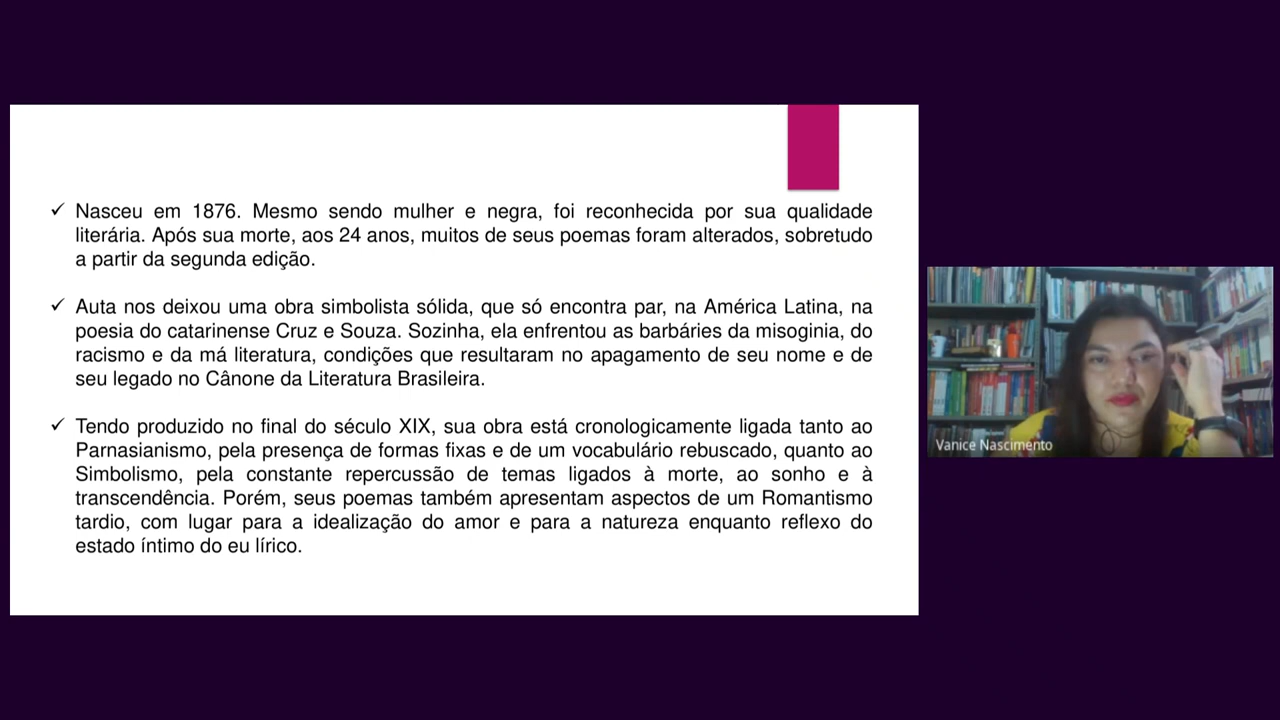 ✓ Nasceu em 1876. Mesmo sendo mulher e negra, foi reconhecida por sua qualidade
literária. Após sua morte, aos 24 anos, muitos de seus poemas foram alterados, sobretudo
a partir da segunda edição.
✓ Auta nos deixou uma obra simbolista sólida, que só encontra par, na América Latina, na
poesia do catarinense Cruz e Souza. Sozinha, ela enfrentou as barbáries da misoginia, do
racismo e da má literatura, condições que resultaram no apagamento de seu nome e de
seu legado no Cânone da Literatura Brasileira.
✓ Tendo produzido no final do século XIX, sua obra está cronologicamente ligada tanto ao
Parnasianismo, pela presença de formas fixas e de um vocabulário rebuscado, quanto ao
Simbolismo, pela constante repercussão de temas ligados à morte, ao sonho e à
transcendência. Porém, seus poemas também apresentam aspectos de um Romantismo
tardio, com lugar para a idealização do amor e para a natureza enquanto reflexo do
estado íntimo do eu lírico.
Vanice Nascimento